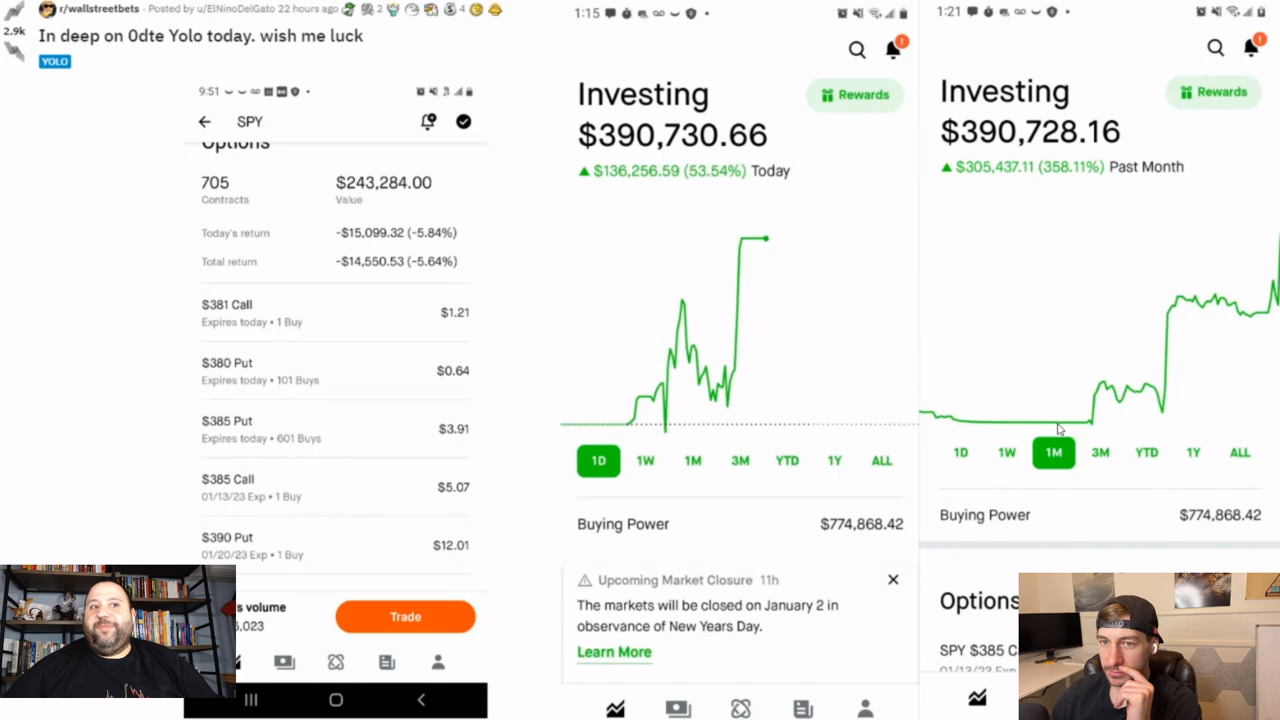 r/wallstreetbets · Posted by u/ElNinoDelGato 22 hours ago 2 4
2.9k
In deep on 0dte Yolo today. wish me luck
YOLO
9:51
SPY
Options
705 $243,284.00
Contracts Value
Today's return -$15,099.32 (-5.84%)
Total return -$14,550.53 (-5.64%)
$381 Call $1.21
Expires today • 1 Buy
$380 Put $0.64
Expires today • 101 Buys
$385 Put $3.91
Expires today • 601 Buys
$385 Call $5.07
01/13/23 Exp • 1 Buy
$390 Put $12.01
01/20/23 Exp • 1 Buy
s volume
6,023
Trade
1:15
Investing
Rewards
$390,730.66
$136,256.59 (53.54%) Today
1D 1W 1M 3M YTD 1Y ALL
Buying Power $774,868.42
Upcoming Market Closure 11h
The markets will be closed on January 2 in
observance of New Years Day.
Learn More
1:21
Investing
Rewards
$390,728.16
$305,437.11 (358.11%) Past Month
1D 1W 1M 3M YTD 1Y ALL
Buying Power $774,868.42
Options
SPY $385 C
01/13/23